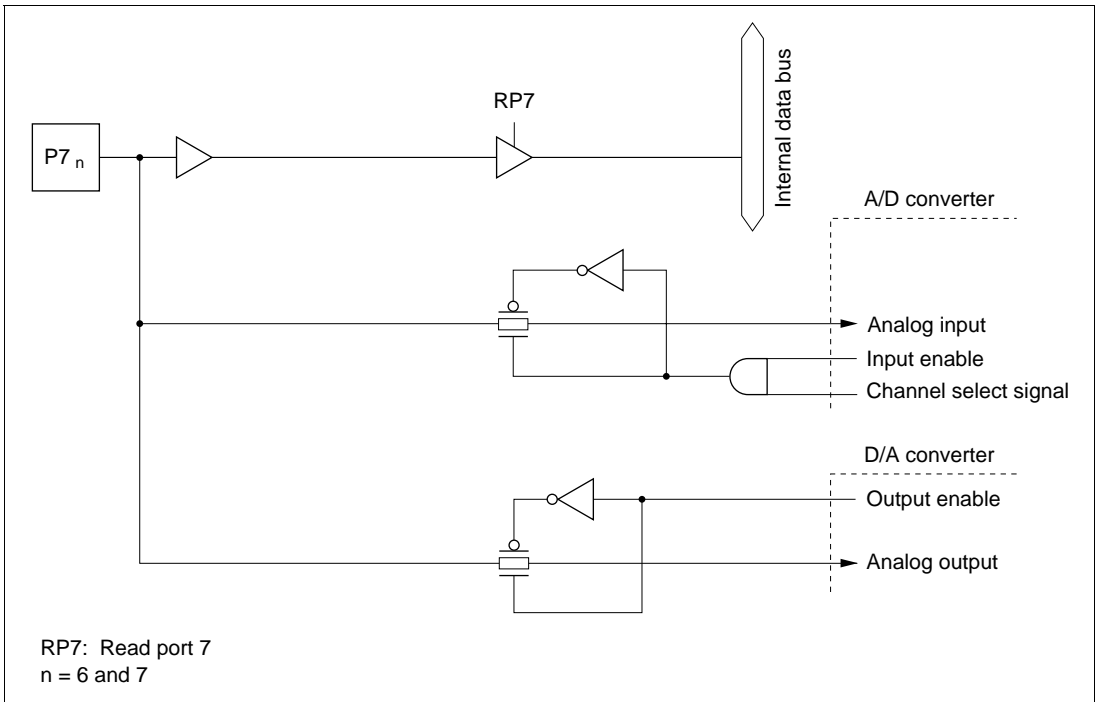 RP7
P7 n
Internal data bus
A/D converter
Analog input
Input enable
Channel select signal
D/A converter
Output enable
Analog output
RP7: Read port 7
n = 6 and 7